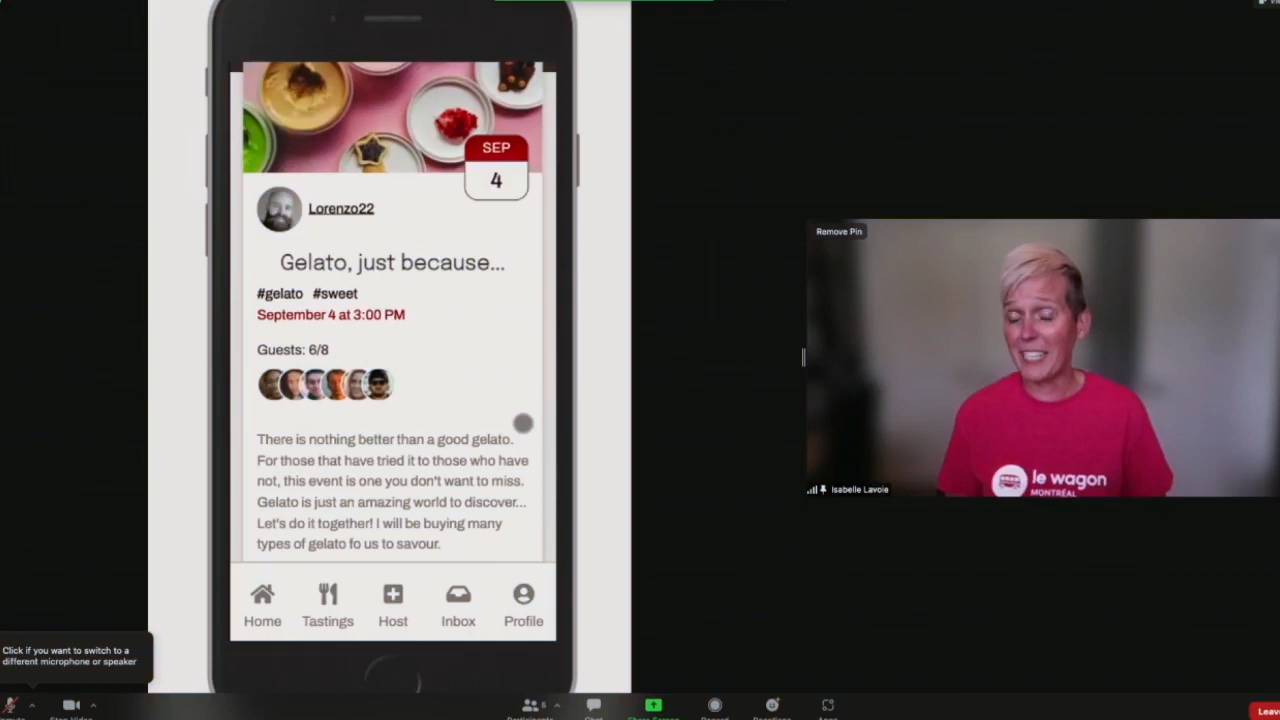 SEP
4
Lorenzo22
Gelato, just because...
#gelato #sweet
September 4 at 3:00 PM
Guests: 6/8
There is nothing better than a good gelato.
For those that have tried it to those who have
not, this event is one you don't want to miss.
Gelato is just an amazing world to discover...
Let's do it together! I will be buying many
types of gelato fo us to savour.
Home Tastings Host Inbox Profile
Remove Pin
le wagon
MONTRÉAL
Isabelle Lavoie
Click if you want to switch to a
different microphone or speaker
6
Leave